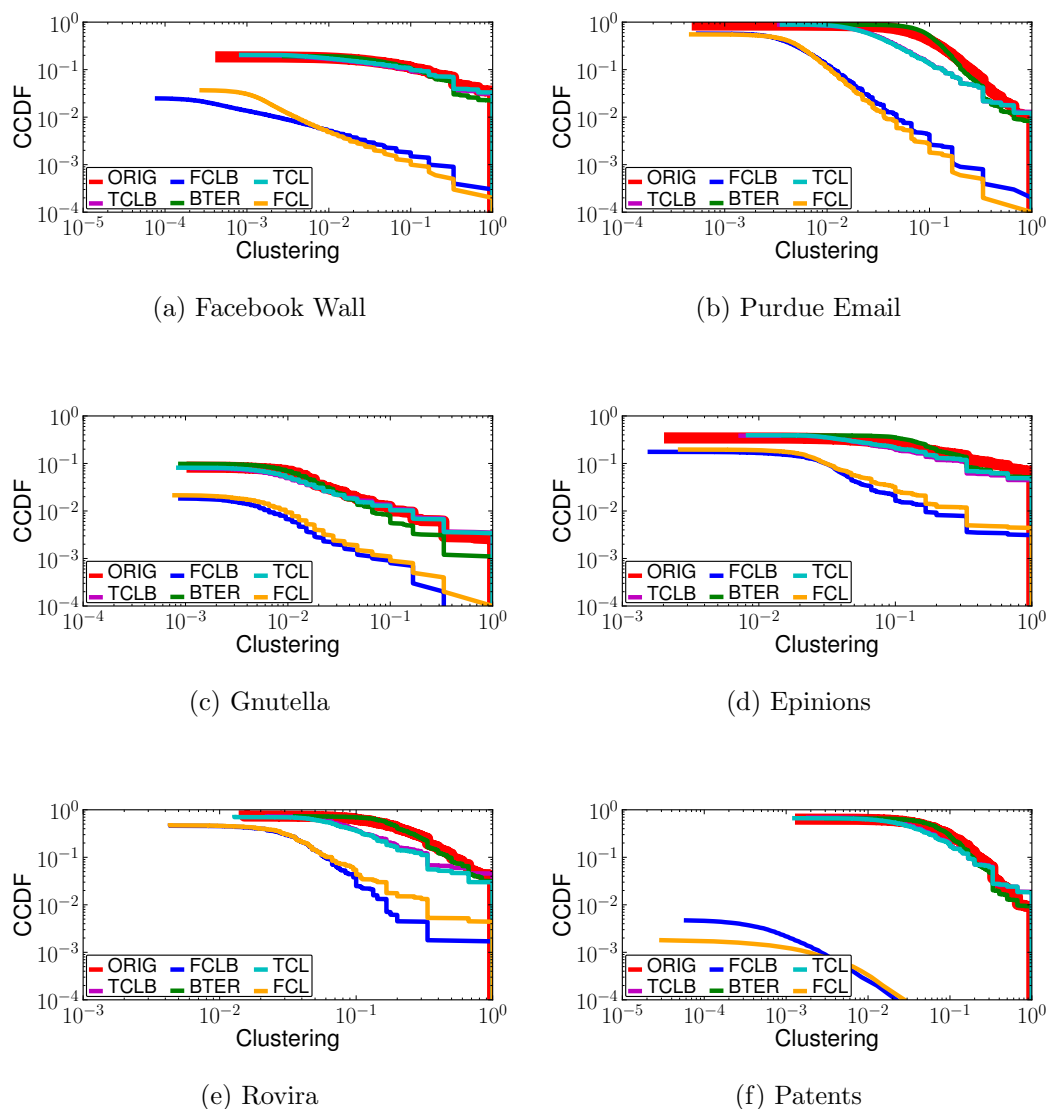 CCDF
10^0
10^-1
10^-2
10^-3
10^-4
ORIG FCLB TCL
TCLB BTER FCL
10^-5 10^-4 10^-3 10^-2 10^-1 10^0
Clustering
(a) Facebook Wall
CCDF
10^0
10^-1
10^-2
10^-3
10^-4
ORIG FCLB TCL
TCLB BTER FCL
10^-4 10^-3 10^-2 10^-1 10^0
Clustering
(b) Purdue Email
CCDF
10^0
10^-1
10^-2
10^-3
10^-4
ORIG FCLB TCL
TCLB BTER FCL
10^-4 10^-3 10^-2 10^-1 10^0
Clustering
(c) Gnutella
CCDF
10^0
10^-1
10^-2
10^-3
10^-4
ORIG FCLB TCL
TCLB BTER FCL
10^-3 10^-2 10^-1 10^0
Clustering
(d) Epinions
CCDF
10^0
10^-1
10^-2
10^-3
10^-4
ORIG FCLB TCL
TCLB BTER FCL
10^-3 10^-2 10^-1 10^0
Clustering
(e) Rovira
CCDF
10^0
10^-1
10^-2
10^-3
10^-4
ORIG FCLB TCL
TCLB BTER FCL
10^-5 10^-4 10^-3 10^-2 10^-1 10^0
Clustering
(f) Patents